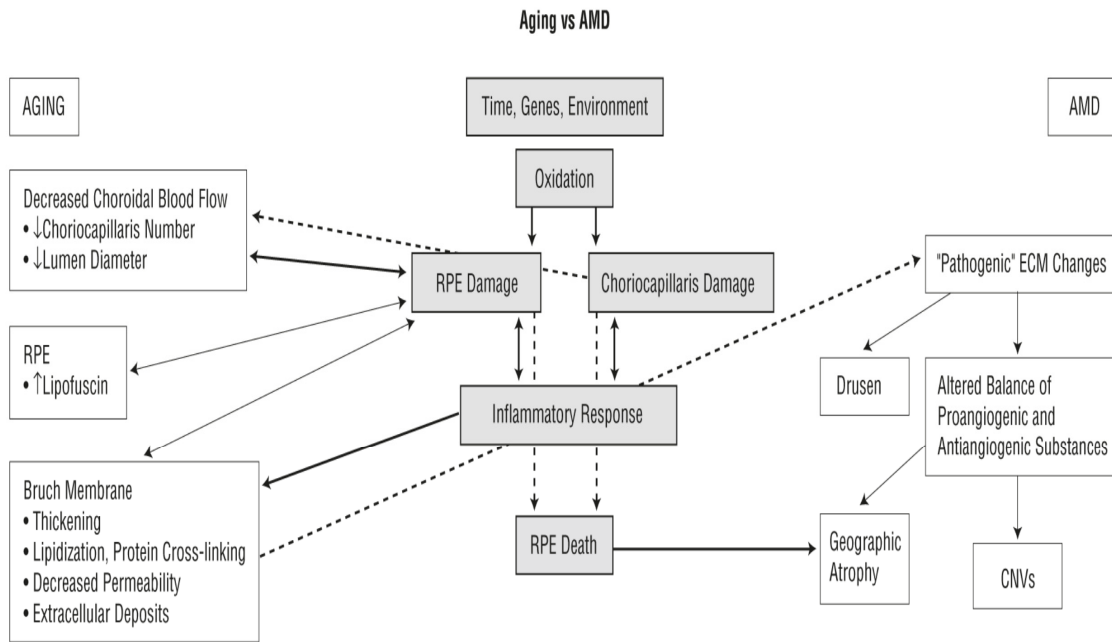 Aging vs AMD
AGING
Time, Genes, Environment
AMD
Oxidation
Decreased Choroidal Blood Flow
• ↓Choriocapillaris Number
• ↓Lumen Diameter
RPE Damage
Choriocapillaris Damage
"Pathogenic" ECM Changes
RPE
• ↑Lipofuscin
Inflammatory Response
Drusen
Altered Balance of
Proangiogenic and
Antiangiogenic Substances
Bruch Membrane
• Thickening
• Lipidization, Protein Cross-linking
• Decreased Permeability
• Extracellular Deposits
RPE Death
Geographic
Atrophy
CNVs